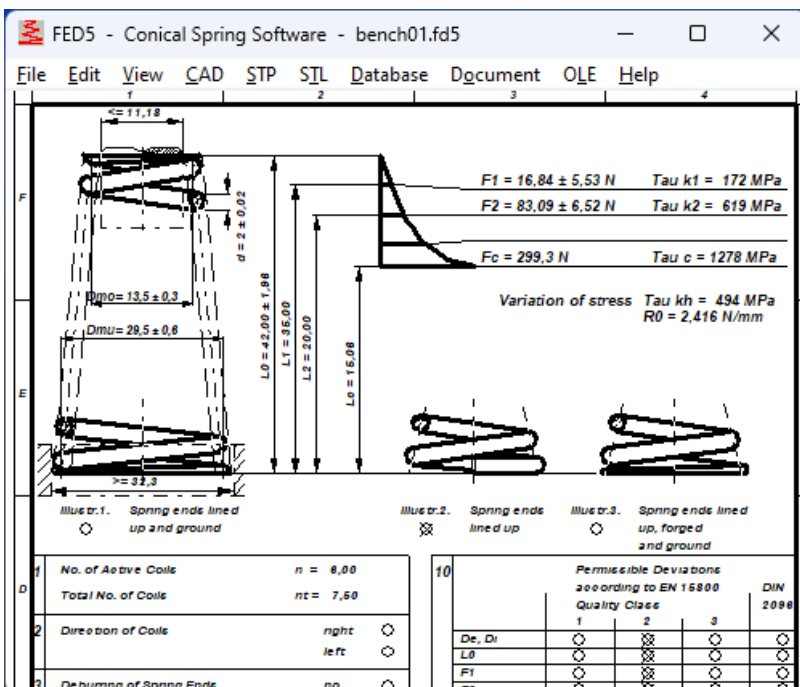 FED5 - Conical Spring Software - bench01.fd5
File Edit View CAD STP STL Database Document OLE Help
1 2 3 4
<= 11,18
F
F1 = 16,84 ± 5,53 N Tau k1 = 172 MPa
F2 = 83,09 ± 6,52 N Tau k2 = 619 MPa
Fc = 299,3 N Tau c = 1278 MPa
d = 2 ± 0,02
Dmo = 13,5 ± 0,3
Variation of stress Tau kh = 494 MPa
R0 = 2,416 N/mm
Dmu = 29,5 ± 0,6
L0 = 42,00 ± 1,96
L1 = 35,00
L2 = 20,00
E
>= 32,3
Illustr.1. Spring ends lined
up and ground
Illustr.2. Spring ends
lined up
Illustr.3. Spring ends lined
up, forged
and ground
D
1 No. of Active Coils n = 6,00
Total No. of Coils nt = 7,50
2 Direction of Coils right
left
3 Deburring of Spring Ends no
10 Permissible Deviations
according to EN 15800 DIN
Quality Class 2096
1 2 3
De, Di
L0
F1